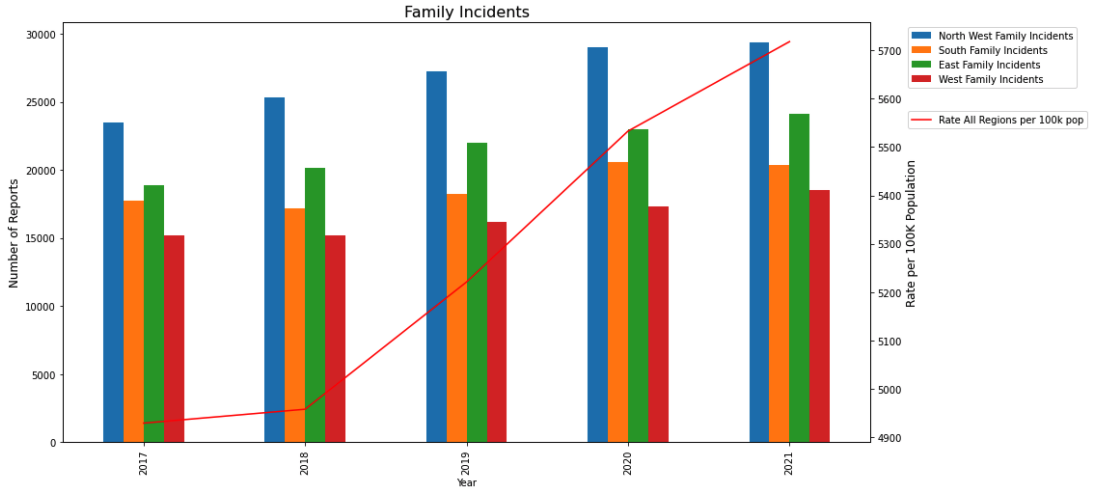 Family Incidents
Number of Reports
30000
25000
20000
15000
10000
5000
0
2017
2018
2019
2020
2021
Year
5700
5600
5500
5400
5300
5200
5100
5000
4900
Rate per 100K Population
North West Family Incidents
South Family Incidents
East Family Incidents
West Family Incidents
Rate All Regions per 100k pop